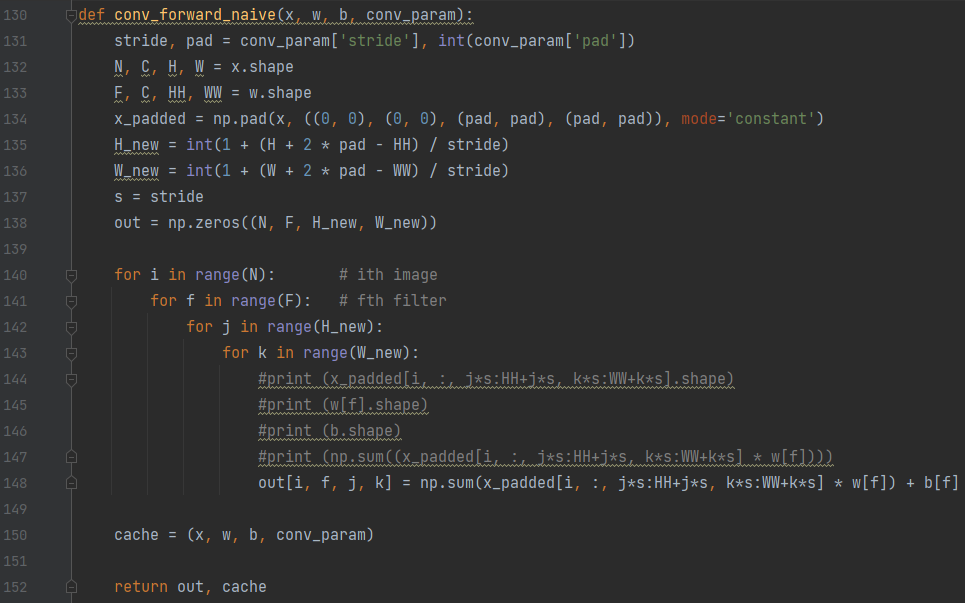 130 def conv_forward_naive(x, w, b, conv_param):
131     stride, pad = conv_param['stride'], int(conv_param['pad'])
132     N, C, H, W = x.shape
133     F, C, HH, WW = w.shape
134     x_padded = np.pad(x, ((0, 0), (0, 0), (pad, pad), (pad, pad)), mode='constant')
135     H_new = int(1 + (H + 2 * pad - HH) / stride)
136     W_new = int(1 + (W + 2 * pad - WW) / stride)
137     s = stride
138     out = np.zeros((N, F, H_new, W_new))
139
140     for i in range(N):       # ith image
141         for f in range(F):   # fth filter
142             for j in range(H_new):
143                 for k in range(W_new):
144                     #print (x_padded[i, :, j*s:HH+j*s, k*s:WW+k*s].shape)
145                     #print (w[f].shape)
146                     #print (b.shape)
147                     #print (np.sum((x_padded[i, :, j*s:HH+j*s, k*s:WW+k*s] * w[f])))
148                     out[i, f, j, k] = np.sum(x_padded[i, :, j*s:HH+j*s, k*s:WW+k*s] * w[f]) + b[f]
149
150     cache = (x, w, b, conv_param)
151
152     return out, cache